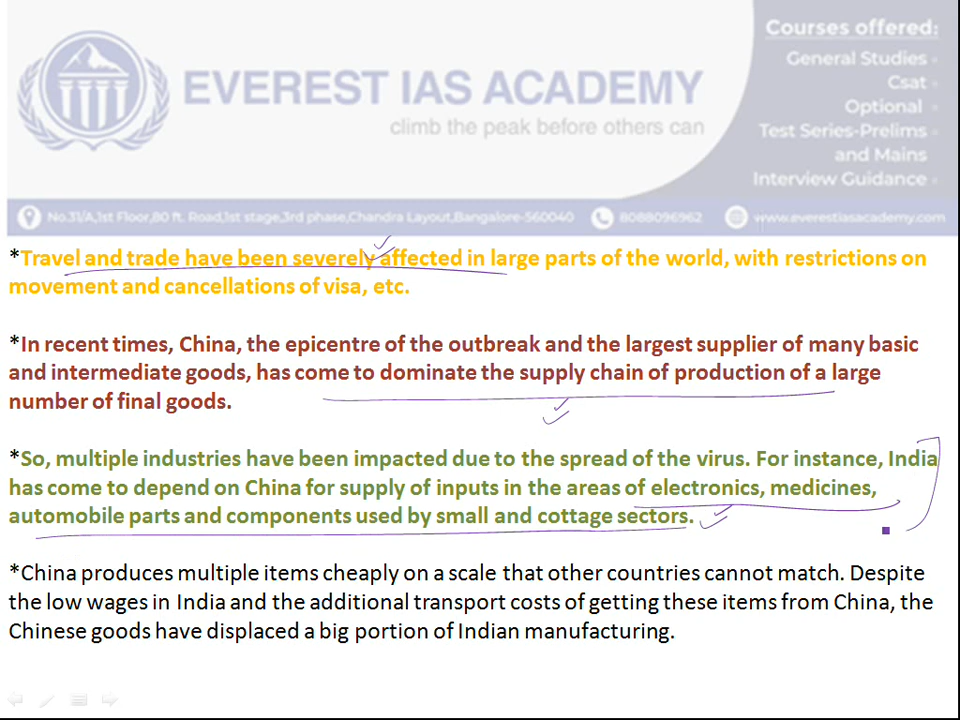 Courses offered:
General Studies
Csat
EVEREST IAS ACADEMY
Optional
climb the peak before others can
Test Series-Prelims
and Mains
Interview Guidance
No.31/A,1st Floor,80 ft. Road,1st stage,3rd phase,Chandra Layout,Bangalore-560040 8088096962 www.everestiasacademy.com
*Travel and trade have been severely affected in large parts of the world, with restrictions on
movement and cancellations of visa, etc.
*In recent times, China, the epicentre of the outbreak and the largest supplier of many basic
and intermediate goods, has come to dominate the supply chain of production of a large
number of final goods.
*So, multiple industries have been impacted due to the spread of the virus. For instance, India
has come to depend on China for supply of inputs in the areas of electronics, medicines,
automobile parts and components used by small and cottage sectors.
*China produces multiple items cheaply on a scale that other countries cannot match. Despite
the low wages in India and the additional transport costs of getting these items from China, the
Chinese goods have displaced a big portion of Indian manufacturing.